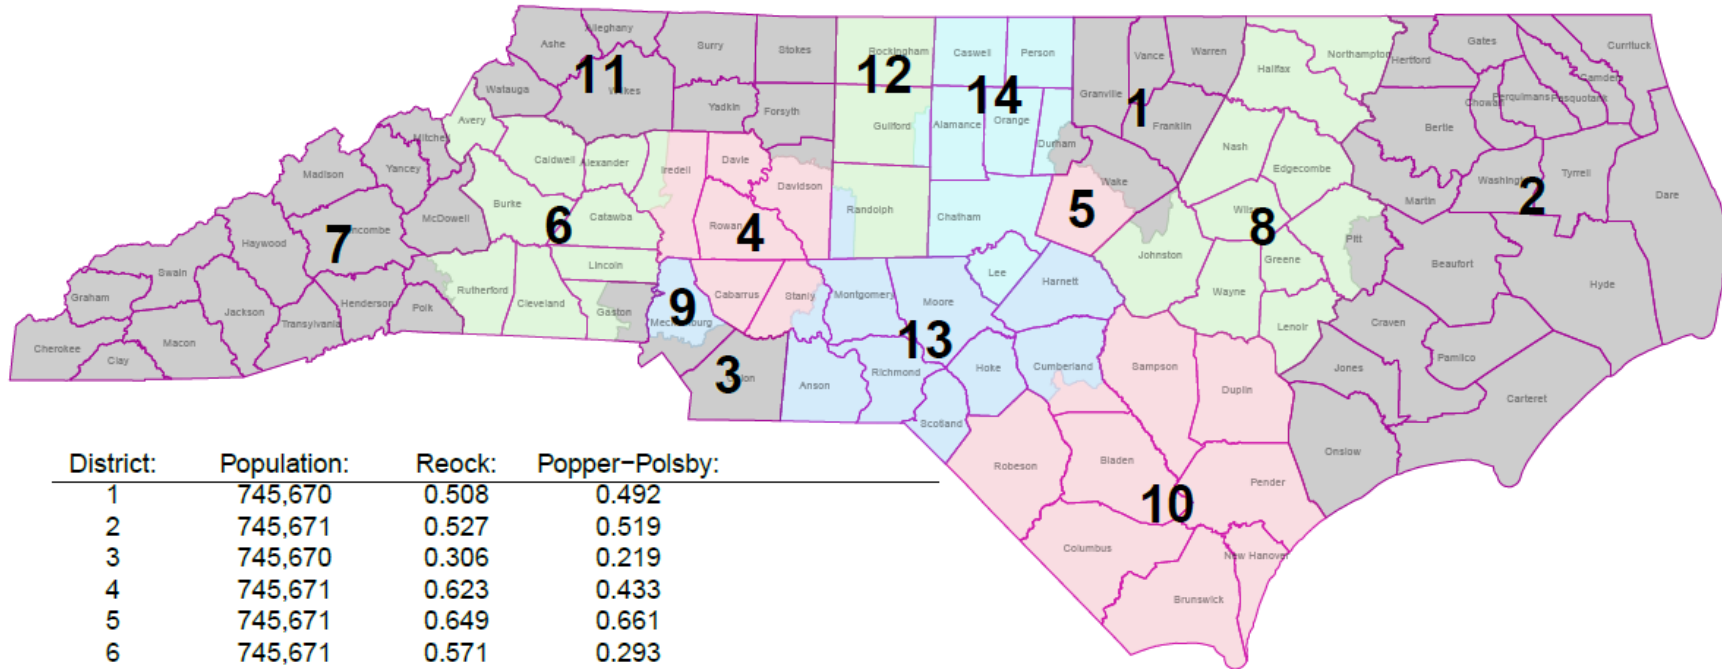 Alleghany
Ashe
Surry
Stokes
Rockingham
Caswell
Person
Vance
Warren
Northampton
Gates
Currituck
Hertford
Halifax
11
12
14
1
Watauga
Wilkes
Yadkin
Forsyth
Granville
Camden
Chowan
Perquimans
Pasquotank
Avery
Guilford
Alamance
Orange
Franklin
Bertie
Mitchell
Durham
Nash
Madison
Yancey
Caldwell
Alexander
Iredell
Davie
Davidson
Wake
Edgecombe
Washington
Tyrrell
Dare
McDowell
Burke
Catawba
Rowan
Randolph
Chatham
Martin
7
6
4
5
8
2
Haywood
Pitt
Swain
Lincoln
Johnston
Greene
Beaufort
Lee
Harnett
Graham
Jackson
Henderson
Polk
Rutherford
Cleveland
Gaston
Cabarrus
Stanly
Montgomery
Moore
Wayne
Hyde
9
Mecklenburg
Transylvania
Lenoir
Craven
Cherokee
Clay
Macon
3
13
Anson
Richmond
Hoke
Cumberland
Sampson
Duplin
Jones
Pamlico
Carteret
Scotland
Onslow
Robeson
Bladen
Pender
10
Columbus
New Hanover
Brunswick
District: Population: Reock: Popper−Polsby:
1 745,670 0.508 0.492
2 745,671 0.527 0.519
3 745,670 0.306 0.219
4 745,671 0.623 0.433
5 745,671 0.649 0.661
6 745,671 0.571 0.293